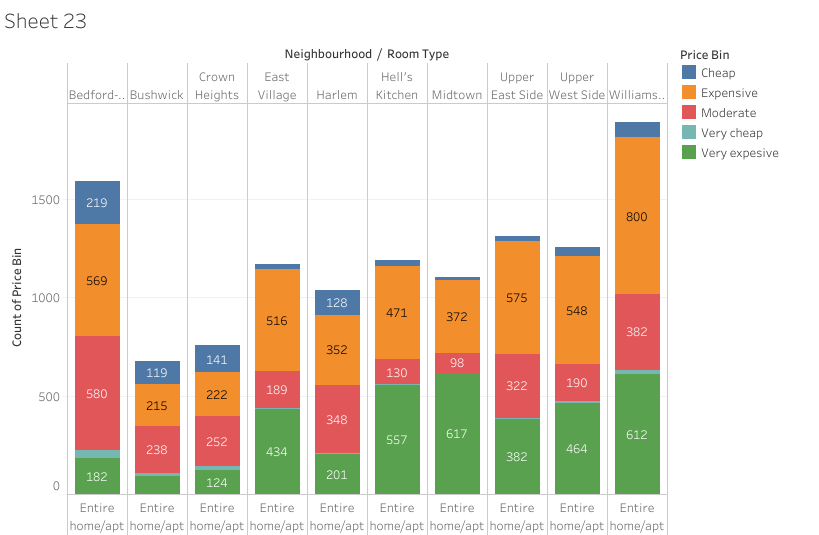 Sheet 23
Neighbourhood / Room Type
Bedford-..
Bushwick
Crown
Heights
East
Village
Harlem
Hell's
Kitchen
Midtown
Upper
East Side
Upper
West Side
Williams..
Price Bin
Cheap
Expensive
Moderate
Very cheap
Very expesive
Count of Price Bin
1500
1000
500
0
219
569
580
182
119
215
238
141
222
252
124
516
189
434
128
352
348
201
471
130
557
372
98
617
575
322
382
548
190
464
800
382
612
Entire
home/apt
Entire
home/apt
Entire
home/apt
Entire
home/apt
Entire
home/apt
Entire
home/apt
Entire
home/apt
Entire
home/apt
Entire
home/apt
Entire
home/apt